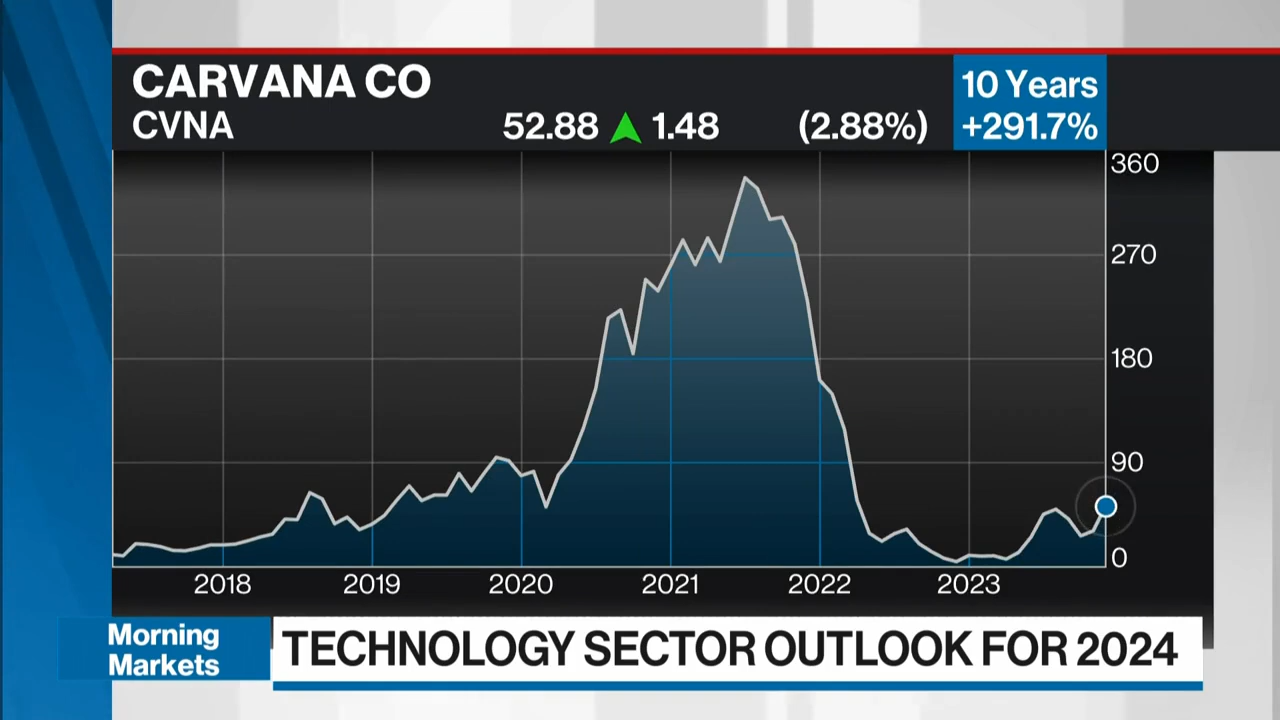 CARVANA CO
CVNA 52.88 ▲ 1.48 (2.88%)
10 Years
+291.7%
360
270
180
90
0
2018 2019 2020 2021 2022 2023
Morning
Markets
TECHNOLOGY SECTOR OUTLOOK FOR 2024